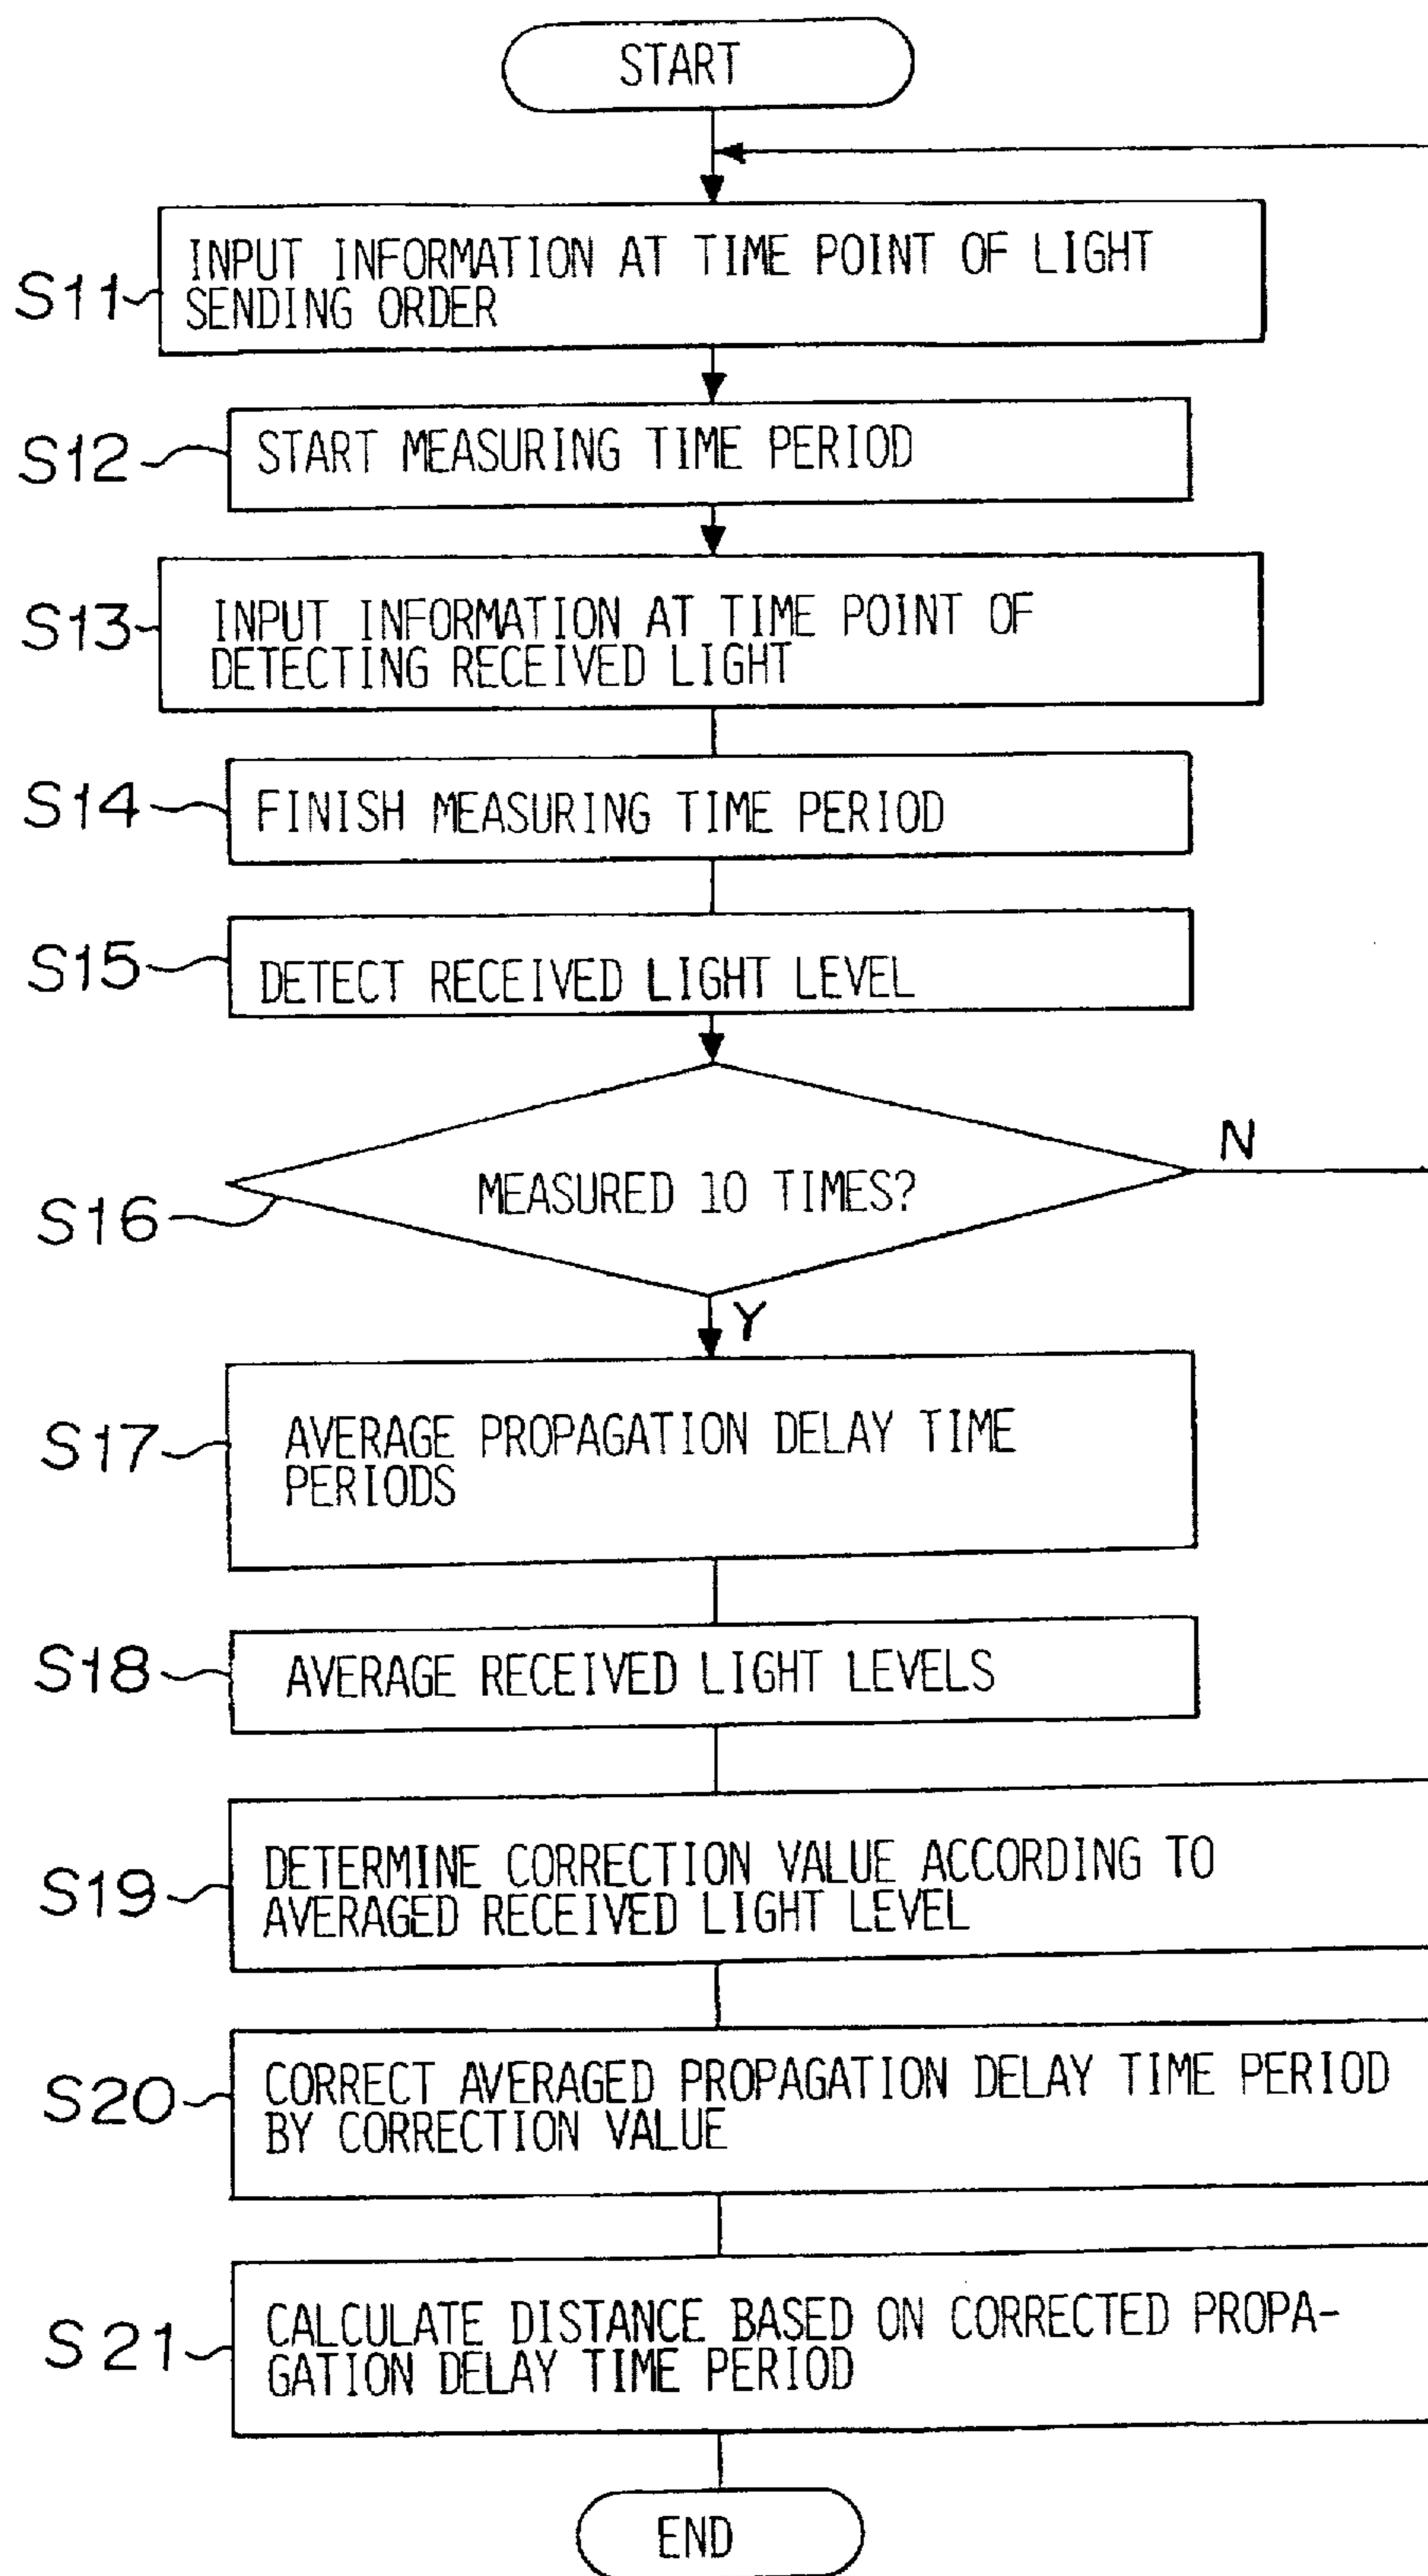 START
S11
INPUT INFORMATION AT TIME POINT OF LIGHT
SENDING ORDER
S12
START MEASURING TIME PERIOD
S13
INPUT INFORMATION AT TIME POINT OF
DETECTING RECEIVED LIGHT
S14
FINISH MEASURING TIME PERIOD
S15
DETECT RECEIVED LIGHT LEVEL
S16
MEASURED 10 TIMES?
N
Y
S17
AVERAGE PROPAGATION DELAY TIME
PERIODS
S18
AVERAGE RECEIVED LIGHT LEVELS
S19
DETERMINE CORRECTION VALUE ACCORDING TO
AVERAGED RECEIVED LIGHT LEVEL
S20
CORRECT AVERAGED PROPAGATION DELAY TIME PERIOD
BY CORRECTION VALUE
S21
CALCULATE DISTANCE BASED ON CORRECTED PROPA-
GATION DELAY TIME PERIOD
END